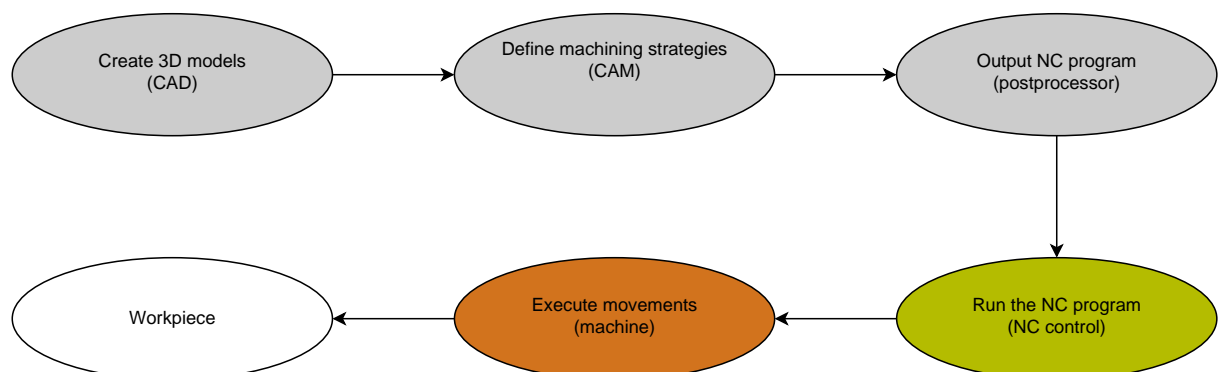 Create 3D models
(CAD)
Define machining strategies
(CAM)
Output NC program
(postprocessor)
Workpiece
Execute movements
(machine)
Run the NC program
(NC control)